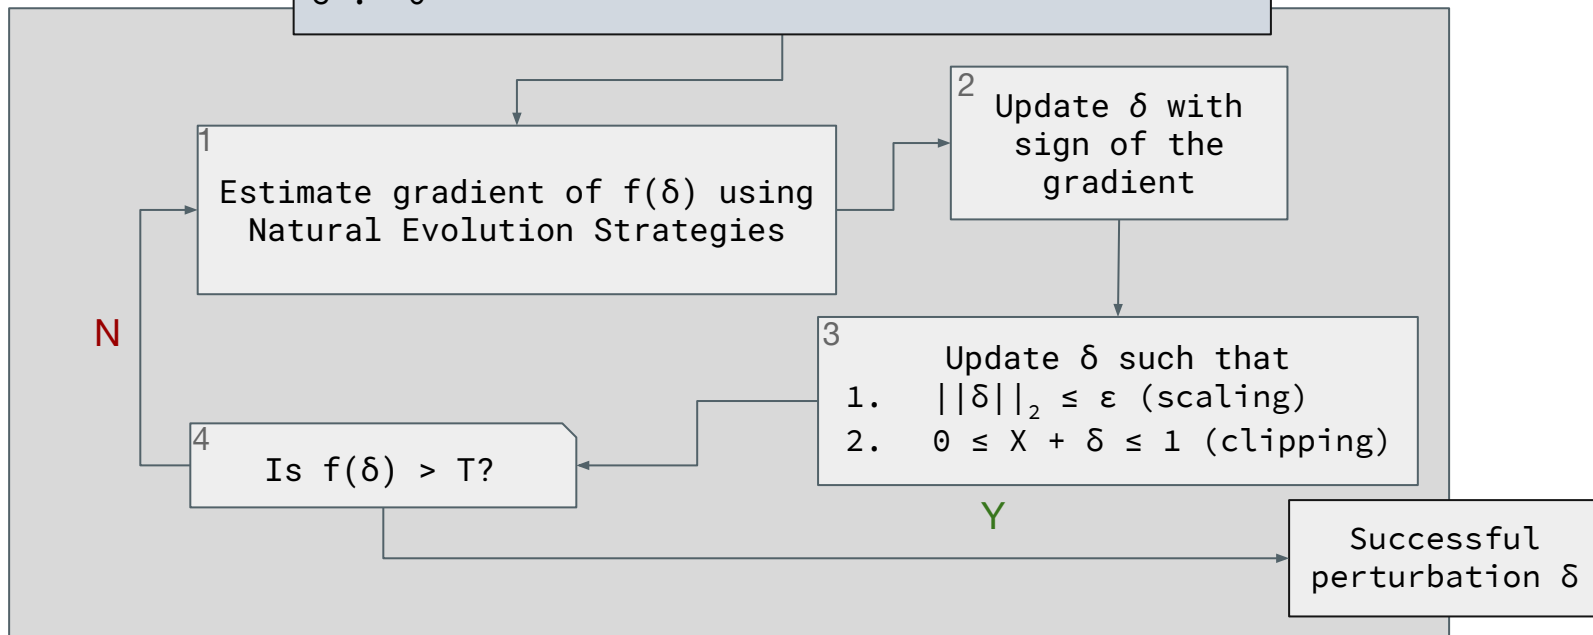 1
Estimate gradient of f(δ) using
Natural Evolution Strategies
2
Update δ with
sign of the
gradient
3
Update δ such that
1. ||δ||₂ ≤ ε (scaling)
2. 0 ≤ X + δ ≤ 1 (clipping)
N
4
Is f(δ) > T?
Y
Successful
perturbation δ